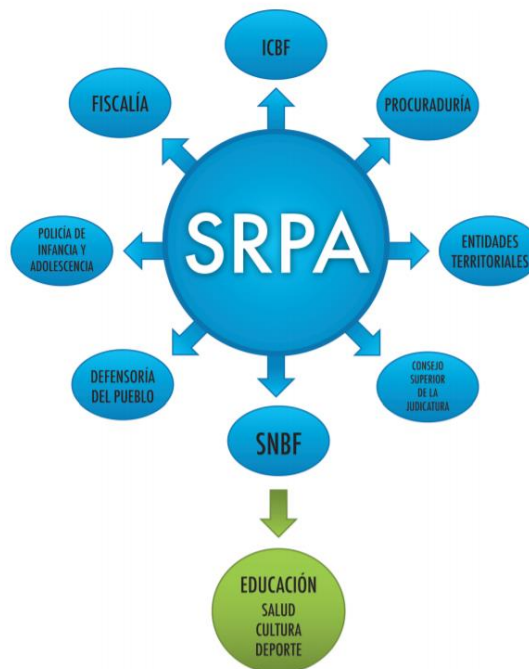 ICBF
FISCALÍA
PROCURADURÍA
SRPA
POLICÍA DE
INFANCIA Y
ADOLESCENCIA
ENTIDADES
TERRITORIALES
DEFENSORÍA
DEL PUEBLO
CONSEJO
SUPERIOR
DE LA
JUDICATURA
SNBF
EDUCACIÓN
SALUD
CULTURA
DEPORTE